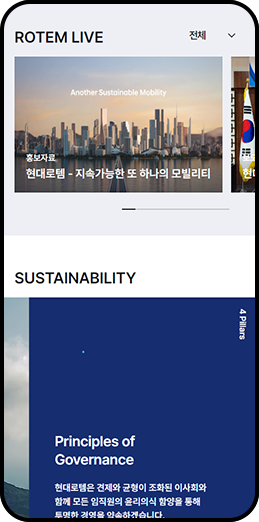 ROTEM LIVE
전체
Another Sustainable Mobility
홍보자료
현대로템 - 지속가능한 또 하나의 모빌리티
SUSTAINABILITY
4 Pillars
Principles of
Governance
현대로템은 견제와 균형이 조화된 이사회와
함께 모든 임직원의 윤리의식 함양을 통해
투명한 경영을 약속하겠습니다.